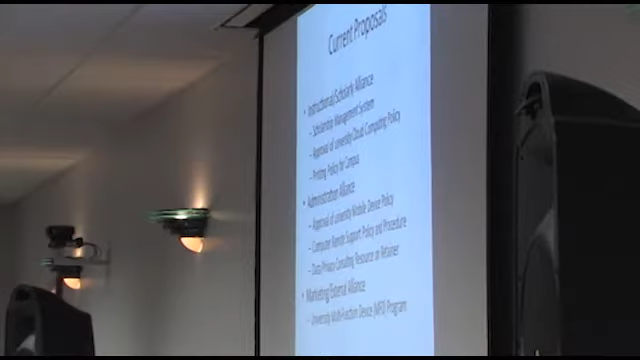 Current Proposals
• Instructional/Scholarly Alliance
– Scholarship Management System
– Approval of university Cloud Computing Policy
– Printing Policy for Campus
• Administration Alliance
– Approval of university Mobile Device Policy
– Computer Remote Support Policy and Procedure
– Data Privacy Consulting Resource on Retainer
• Marketing/External Alliance
– University Multi-Function Device (MFD) Program